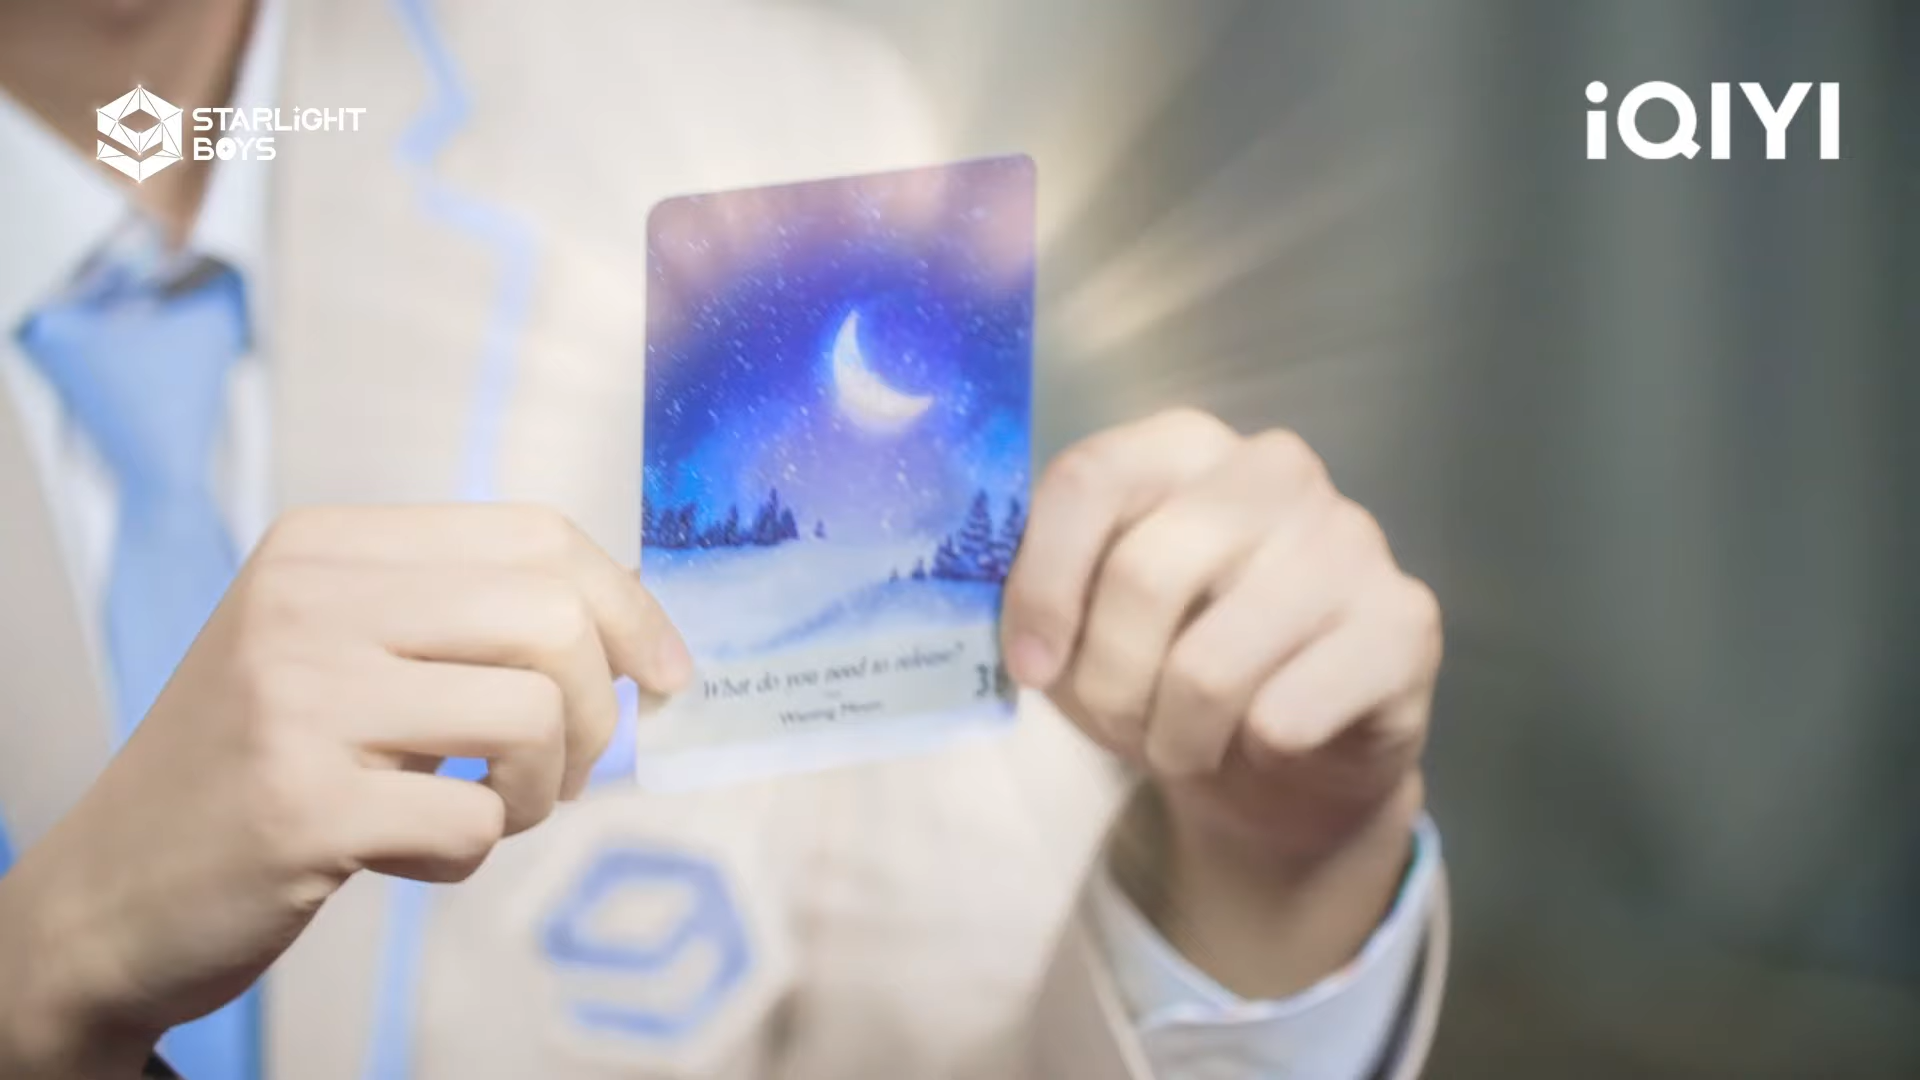 STARLiGHT
BOYS
iQIYI
What do you need to release?
Waning Moon